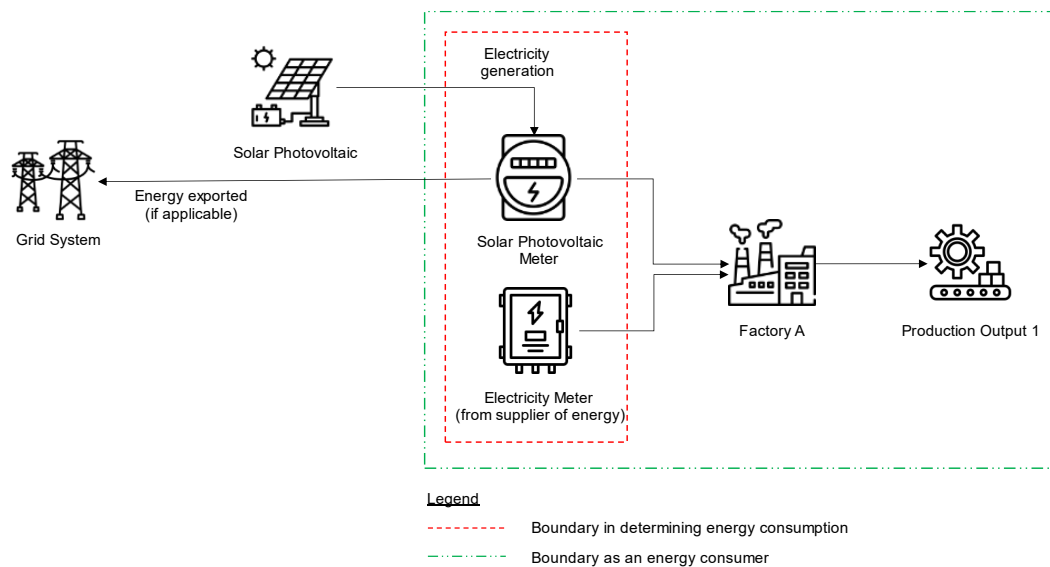 Electricity
generation
Solar Photovoltaic
Energy exported
(if applicable)
Grid System
Solar Photovoltaic
Meter
Factory A
Production Output 1
Electricity Meter
(from supplier of energy)
Legend
Boundary in determining energy consumption
Boundary as an energy consumer